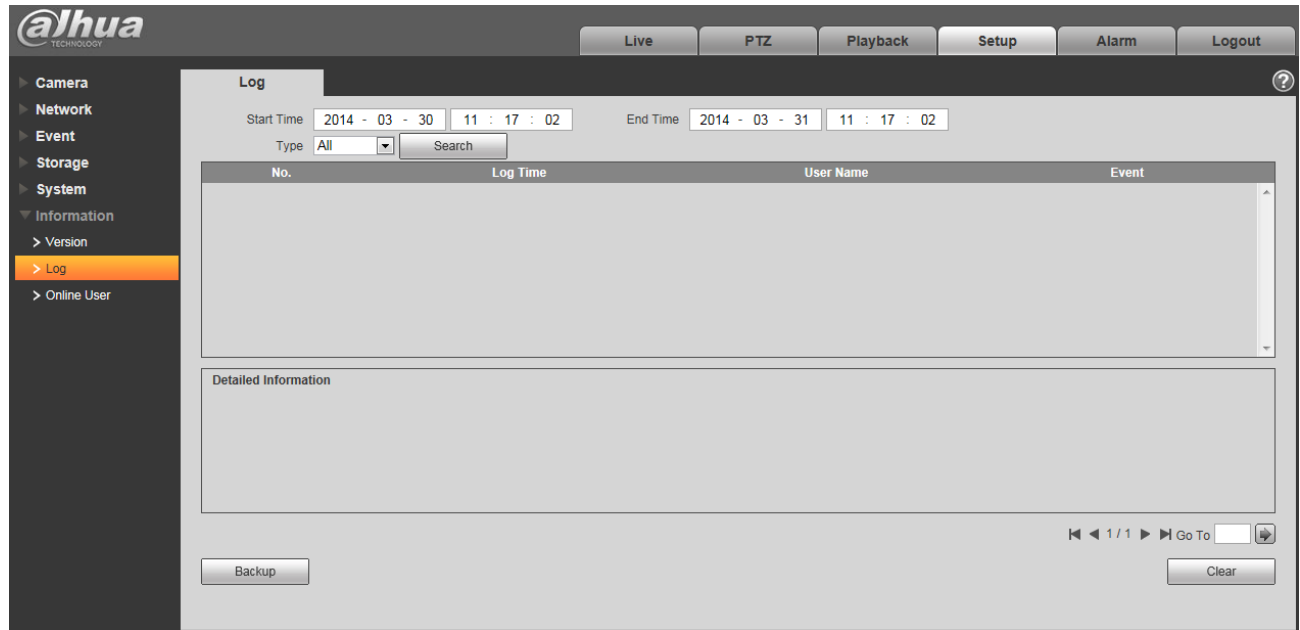 alhua
TECHNOLOGY
Live PTZ Playback Setup Alarm Logout
Camera
Network
Event
Storage
System
Information
> Version
> Log
> Online User
Log ?
Start Time 2014 - 03 - 30 11 : 17 : 02 End Time 2014 - 03 - 31 11 : 17 : 02
Type All Search
No. Log Time User Name Event
Detailed Information
1 / 1 Go To
Backup Clear